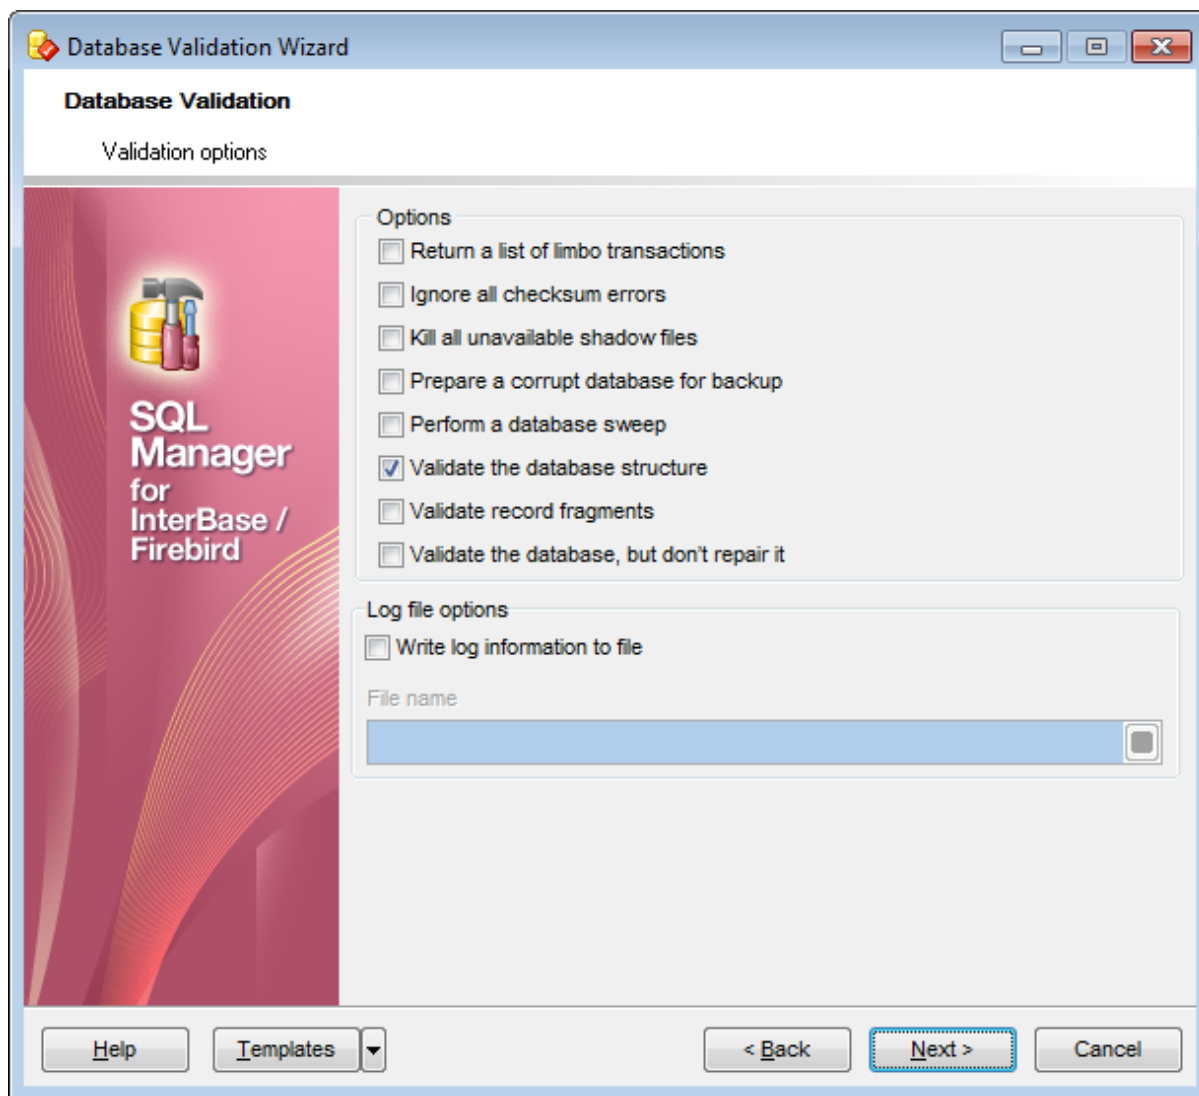 Database Validation Wizard
Database Validation
Validation options
SQL
Manager
for
InterBase /
Firebird
Options
Return a list of limbo transactions
Ignore all checksum errors
Kill all unavailable shadow files
Prepare a corrupt database for backup
Perform a database sweep
Validate the database structure
Validate record fragments
Validate the database, but don't repair it
Log file options
Write log information to file
File name
Help Templates < Back Next > Cancel